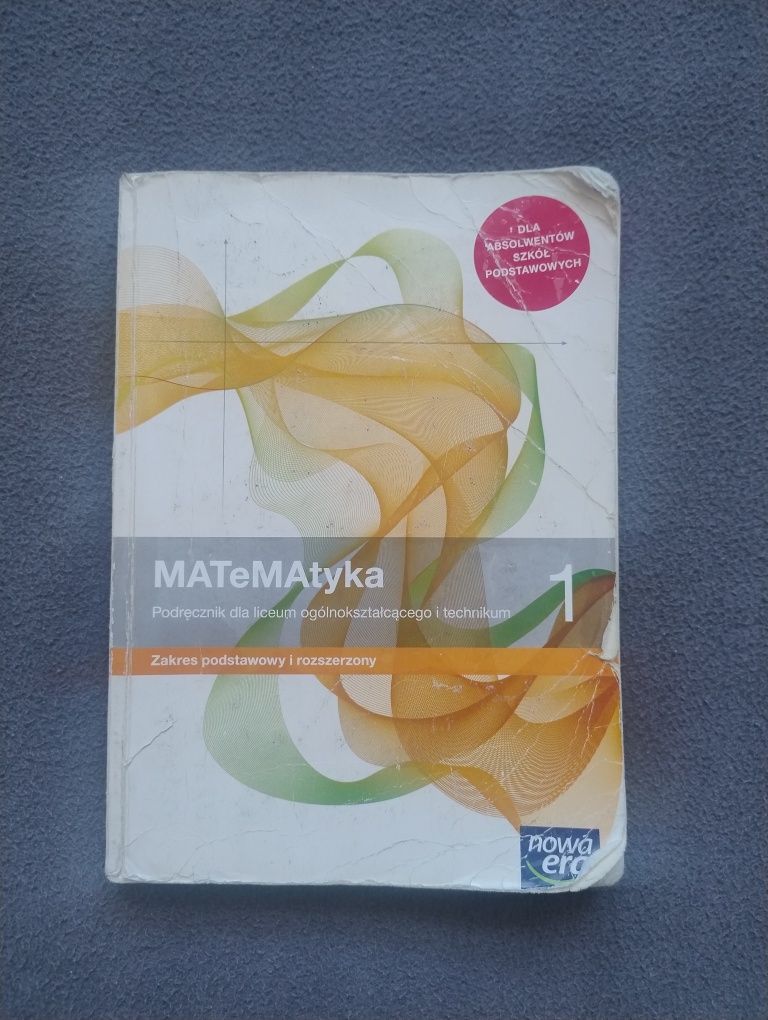 DLA
ABSOLWENTÓW
SZKÓŁ
PODSTAWOWYCH
MATeMAtyka 1
Podręcznik dla liceum ogólnokształcącego i technikum
Zakres podstawowy i rozszerzony
nowa
era